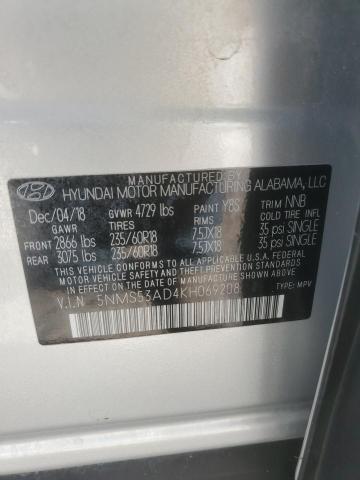 MANUFACTURED BY
HYUNDAI MOTOR MANUFACTURING ALABAMA, LLC
Dec/04/18 GVWR 4729 lbs PAINT Y8S TRIM NNB
GAWR TIRES RIMS COLD TIRE INFL
FRONT 2866 lbs 235/60R18 7.5JX18 35 psi SINGLE
REAR 3075 lbs 235/60R18 7.5JX18 35 psi SINGLE
THIS VEHICLE CONFORMS TO ALL APPLICABLE U.S. FEDERAL
MOTOR VEHICLE SAFETY AND THEFT PREVENTION STANDARDS
IN EFFECT ON THE DATE OF MANUFACTURE SHOWN ABOVE.
V.I.N 5NMS53AD4KH069208 TYPE: MPV